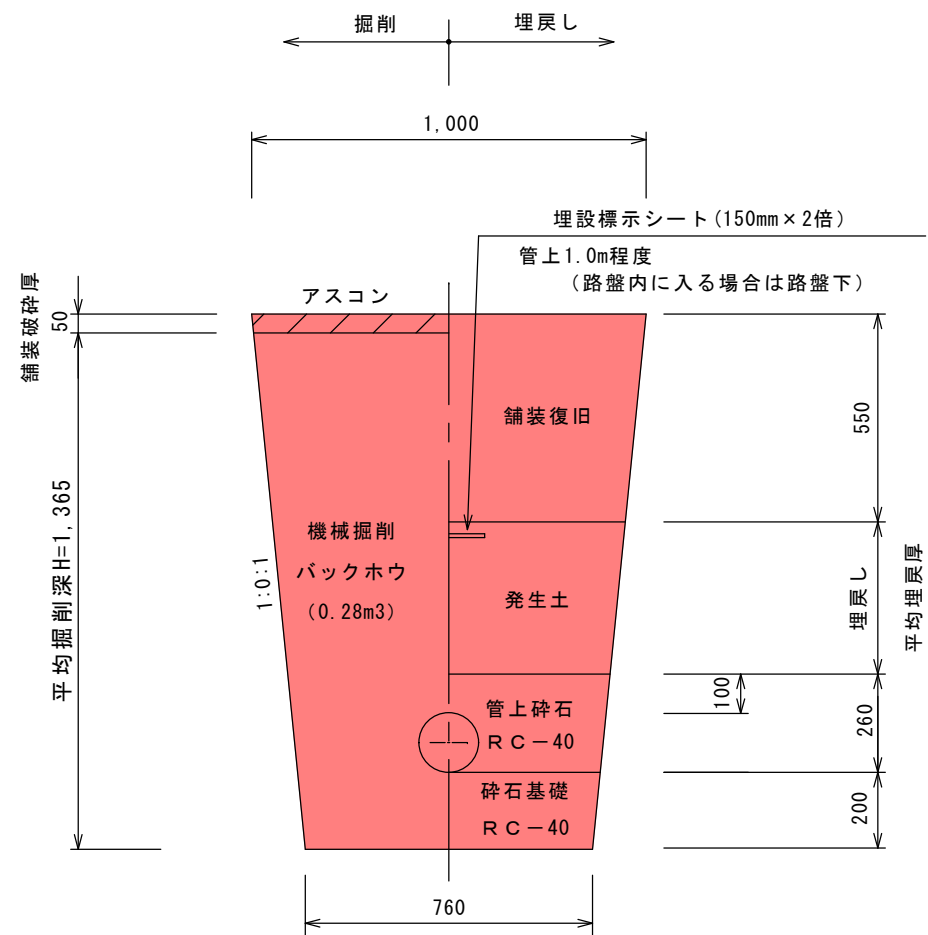 掘削
埋戻し
1,000
埋設標示シート(150mm×2倍)
管上1.0m程度
(路盤内に入る場合は路盤下)
アスコン
舗装破砕厚
50
舗装復旧
550
平均掘削深H=1,365
1:0:1
機械掘削
バックホウ
(0.28m3)
発生土
埋戻し
平均埋戻厚
管上砕石
RC-40
100
260
砕石基礎
RC-40
200
760